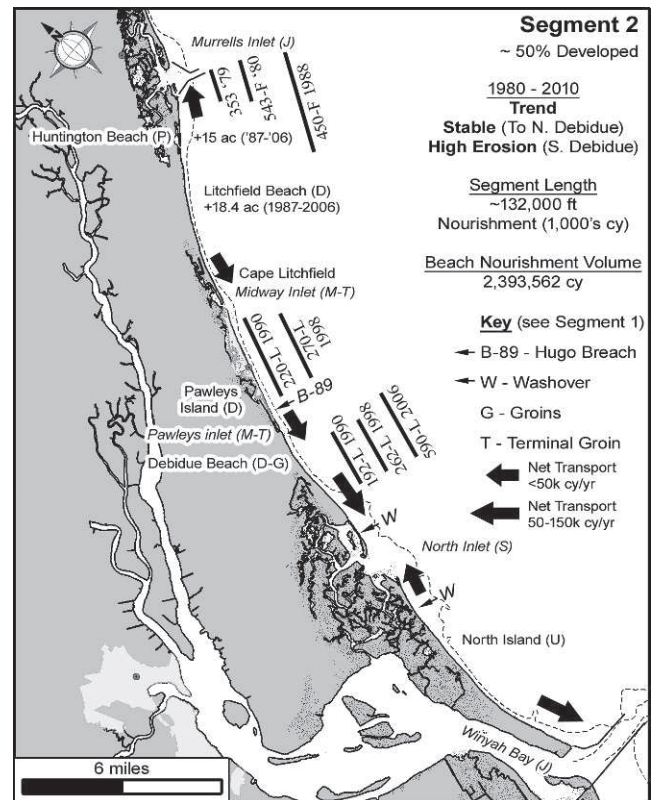 Segment 2
~ 50% Developed
1980 - 2010
Trend
Stable (To N. Debidue)
High Erosion (S. Debidue)
Segment Length
~132,000 ft
Nourishment (1,000's cy)
Beach Nourishment Volume
2,393,562 cy
Key (see Segment 1)
B-89 - Hugo Breach
W - Washover
G - Groins
T - Terminal Groin
Net Transport
<50k cy/yr
Net Transport
50-150k cy/yr
N
Murrells Inlet (J)
353 '79
543-F '80
450-F 1988
Huntington Beach (P)
+15 ac ('87-'06)
Litchfield Beach (D)
+18.4 ac (1987-2006)
Cape Litchfield
Midway Inlet (M-T)
220-L 1990
270-L 1998
B-89
Pawleys
Island (D)
Pawleys inlet (M-T)
Debidue Beach (D-G)
192-L 1990
262-L 1998
590-L 2006
W
North Inlet (S)
W
North Island (U)
Winyah Bay (J)
6 miles